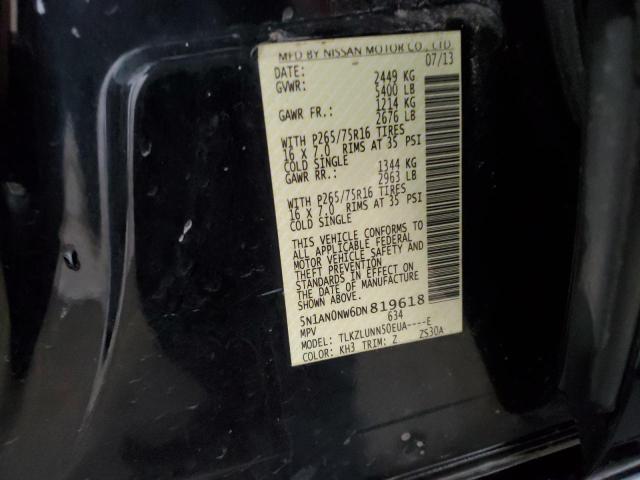 MFD BY NISSAN MOTOR CO., LTD.
DATE: 07/13
GVWR: 2449 KG
5400 LB
GAWR FR.: 1214 KG
2676 LB
WITH P265/75R16 TIRES
16 X 7.0 RIMS AT 35 PSI
COLD SINGLE
GAWR RR.: 1344 KG
2963 LB
WITH P265/75R16 TIRES
16 X 7.0 RIMS AT 35 PSI
COLD SINGLE
THIS VEHICLE CONFORMS TO
ALL APPLICABLE FEDERAL
MOTOR VEHICLE SAFETY AND
THEFT PREVENTION
STANDARDS IN EFFECT ON
THE DATE OF MANUFACTURE
SHOWN ABOVE.
5N1AN0NW6DN819618
MPV 634
MODEL: TLKZLUNN50EUA----E
COLOR: KH3 TRIM: Z ZS30A